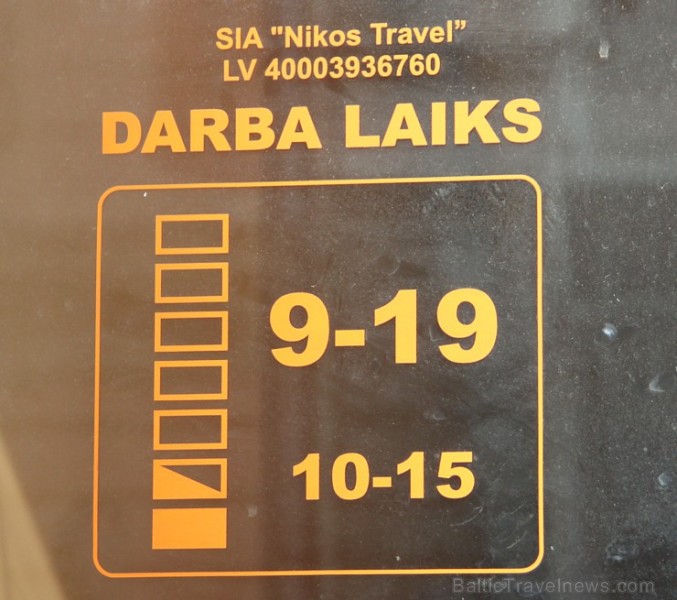 SIA "Nikos Travel”
LV 40003936760
DARBA LAIKS
9-19
10-15
BalticTravelnews.com